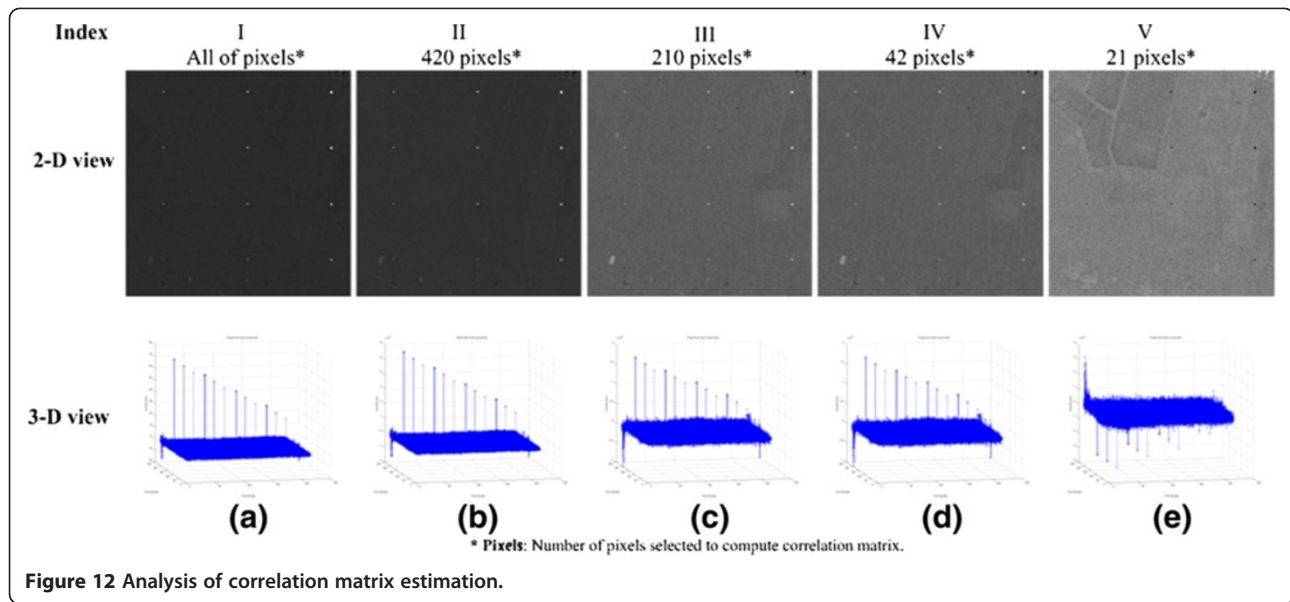 Index I II III IV V
All of pixels* 420 pixels* 210 pixels* 42 pixels* 21 pixels*
2-D view
3-D view
(a) (b) (c) (d) (e)
* Pixels: Number of pixels selected to compute correlation matrix.
Figure 12 Analysis of correlation matrix estimation.